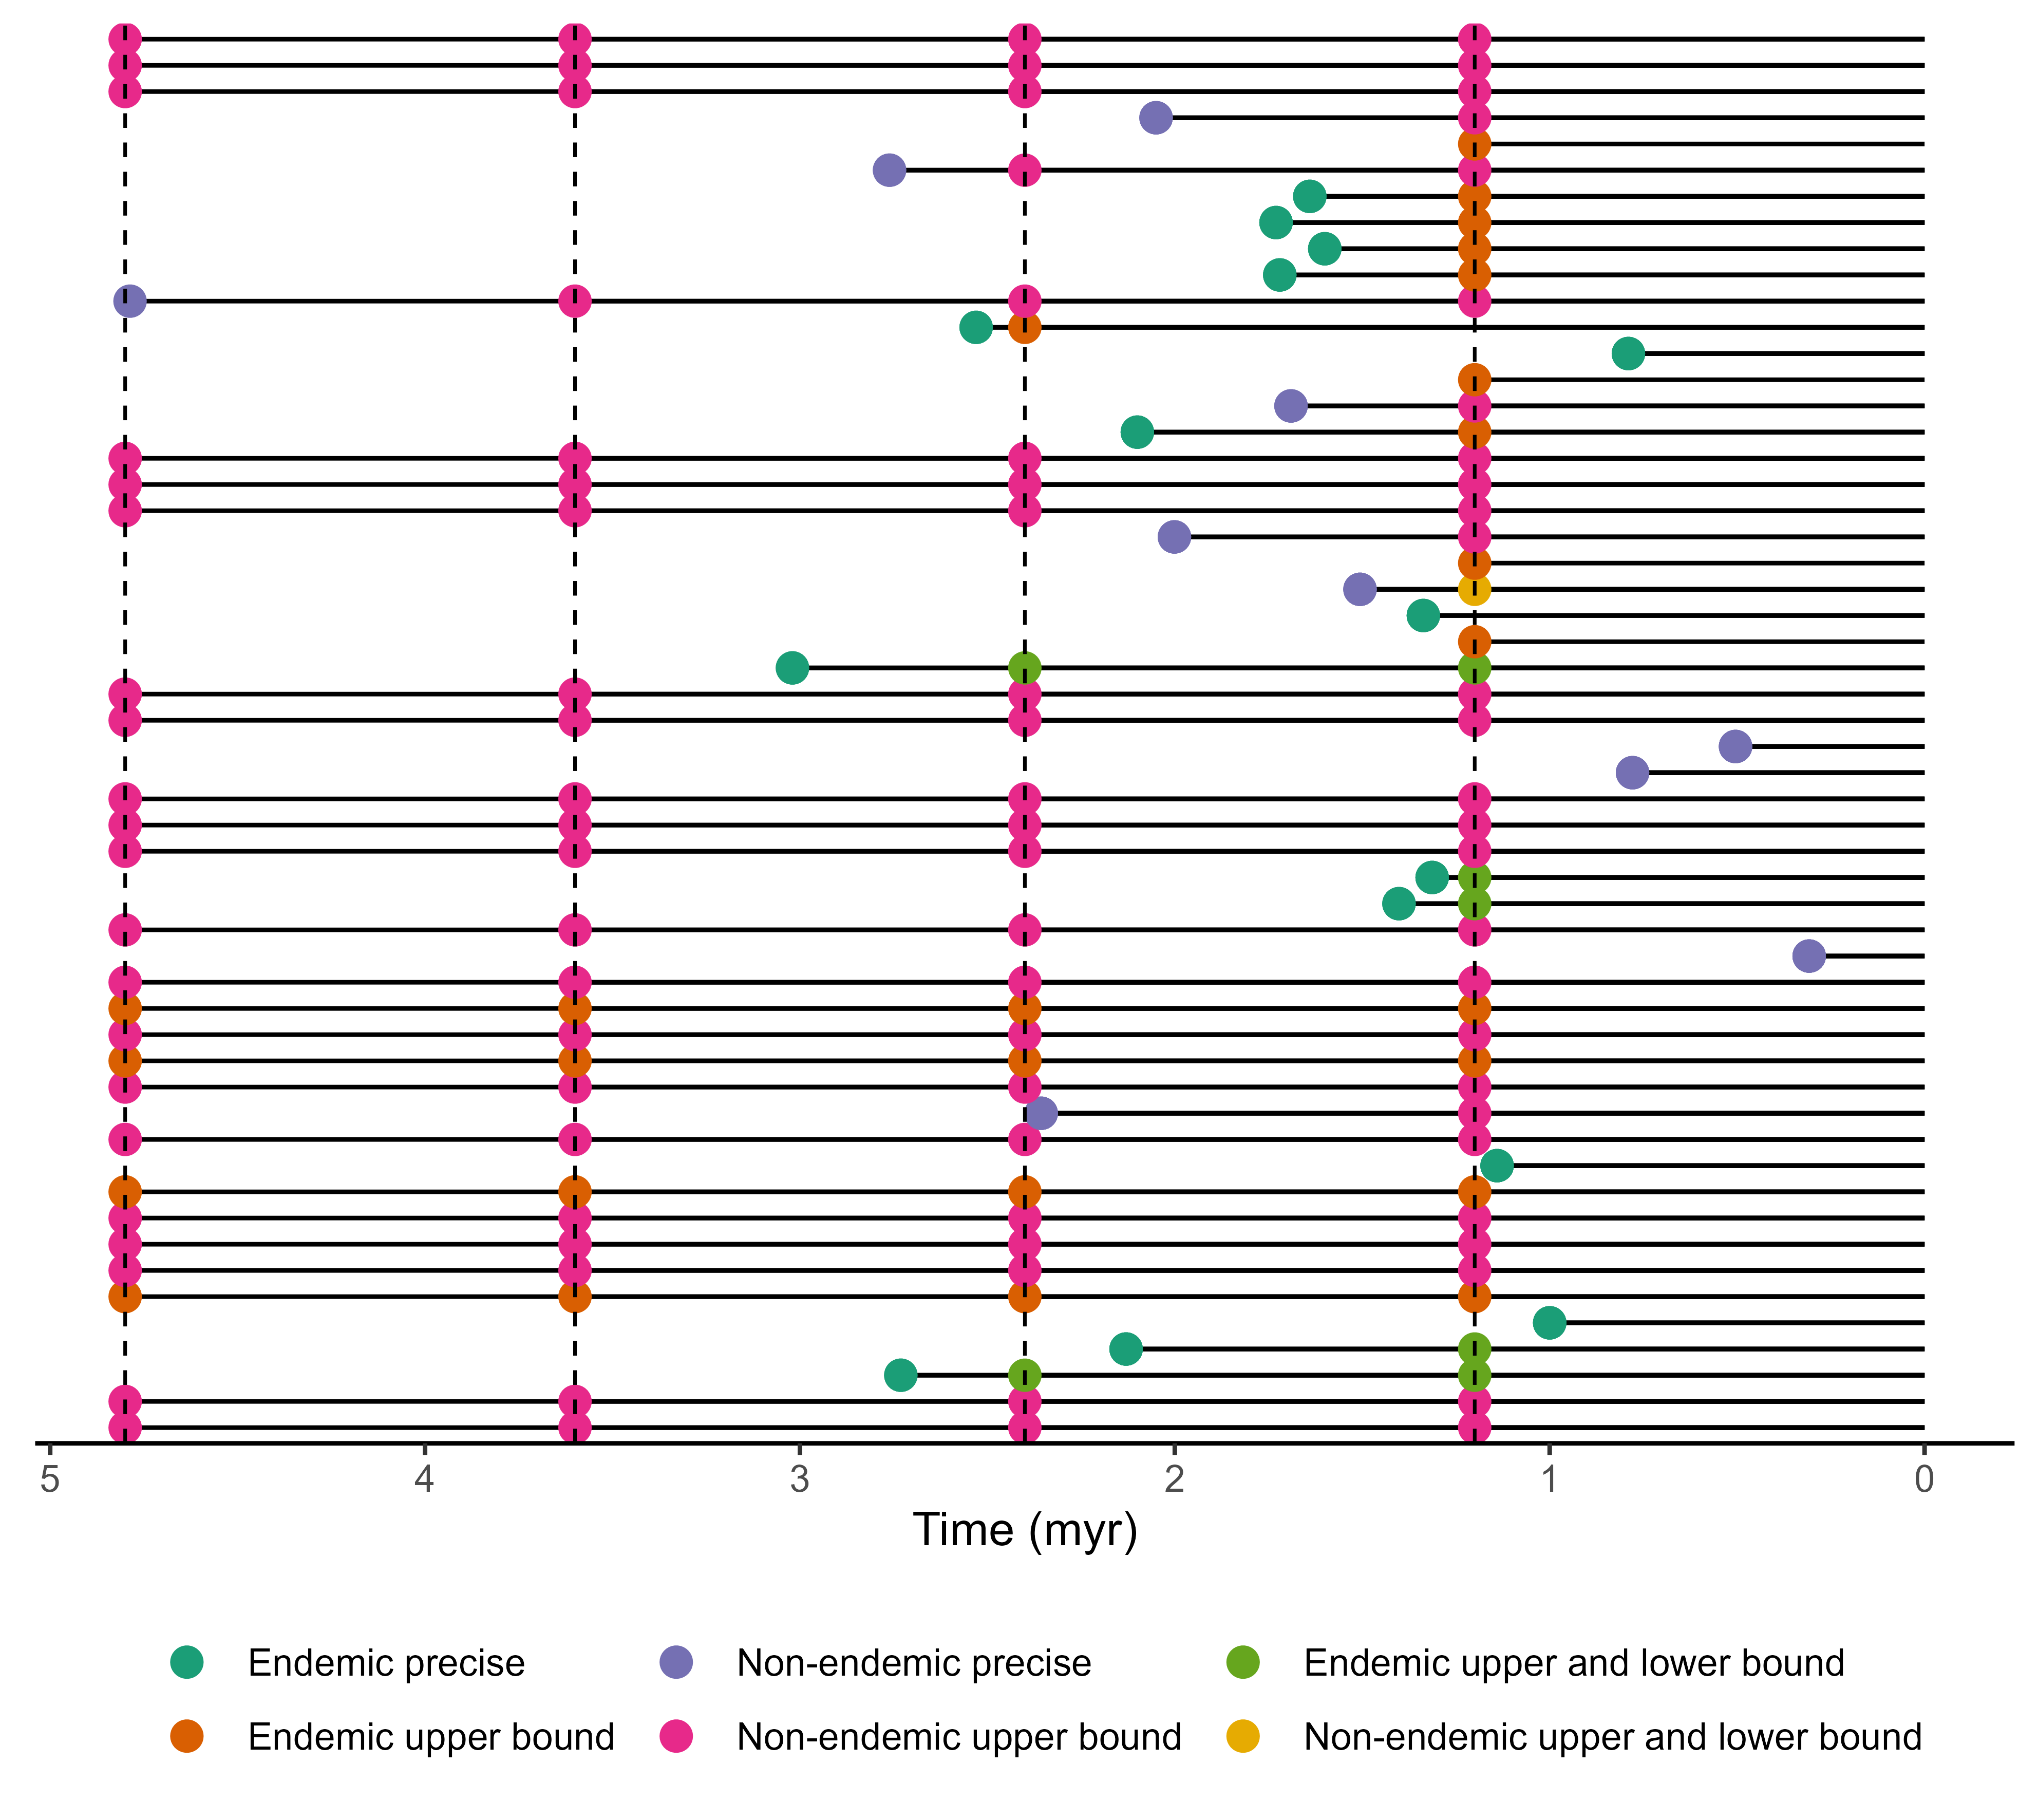 5 4 3 2 1 0
Time (myr)
Endemic precise Non-endemic precise Endemic upper and lower bound
Endemic upper bound Non-endemic upper bound Non-endemic upper and lower bound